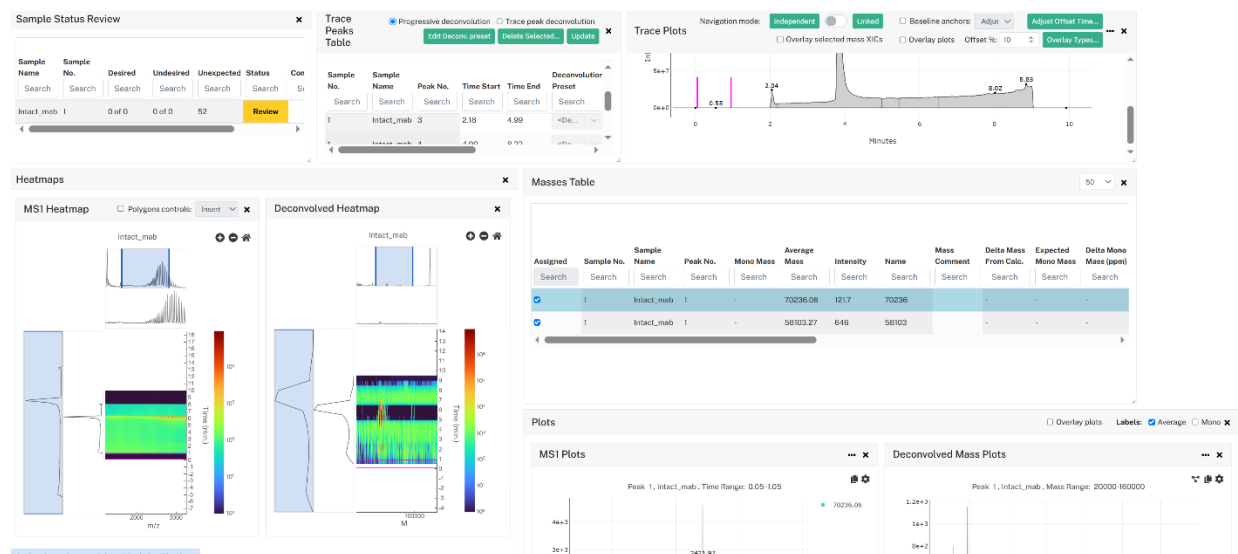 Sample Status Review
Sample Name
Sample No.
Desired
Undesired
Unexpected
Status
Search
Search
Search
Search
Search
Search
Intact_mab
1
0 of 0
0 of 0
52
Review
Trace Peaks Table
Progressive deconvolution
Trace peak deconvolution
Edit Deconv. preset
Delete Selected...
Update
Sample No.
Sample Name
Peak No.
Time Start
Time End
Deconvolution Preset
Search
Search
Search
Search
Search
Search
1
Intact_mab
3
2.18
4.99
<De...
Trace Plots
Navigation mode:
Independent
Linked
Baseline anchors:
Adjust Offset Time...
Overlay selected mass XICs
Overlay plots
Offset %:
10
Overlay Types...
5e+7
0e+0
0.55
2.04
8.02
8.85
0
2
4
6
8
10
Minutes
Heatmaps
MS1 Heatmap
Polygons controls:
Insert
Intact_mab
2000
3000
m/z
Time (min.)
Deconvolved Heatmap
Intact_mab
100000
M
Time (min.)
Masses Table
50
Assigned
Sample No.
Sample Name
Peak No.
Mono Mass
Average Mass
Intensity
Name
Mass Comment
Delta Mass From Calc.
Expected Mono Mass
Delta Mono Mass (ppm)
Search
Search
Search
Search
Search
Search
Search
Search
Search
Search
Search
Search
1
Intact_mab
1
-
70236.06
121.7
70236
-
-
-
1
Intact_mab
1
-
58103.27
646
58103
-
-
-
Plots
Overlay plots
Labels:
Average
Mono
MS1 Plots
Peak 1, Intact_mab, Time Range: 0.05-1.05
70236.06
4e+3
3e+3
Deconvolved Mass Plots
Peak 1, Intact_mab, Mass Range: 20000-160000
1.2e+3
1e+3
8e+2